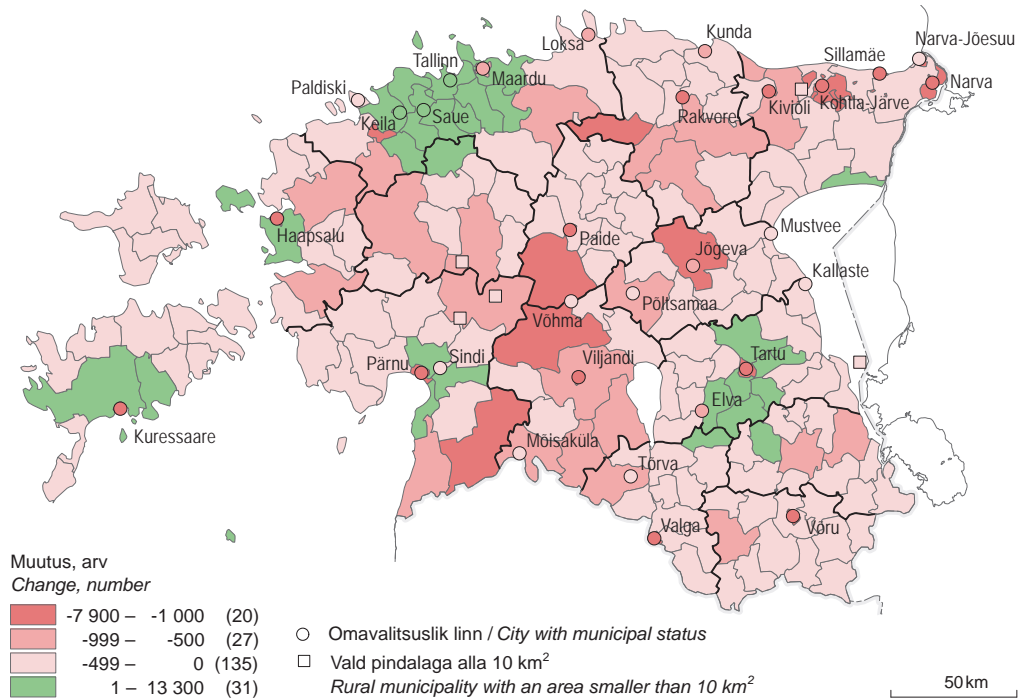 Kunda
Loksa
Narva-Jõesuu
Sillamäe
Tallinn
Maardu
Paldiski
Narva
Kohtla-Järve
Kiviõli
Keila
Saue
Rakvere
Mustvee
Haapsalu
Paide
Jõgeva
Kallaste
Põltsamaa
Võhma
Tartu
Viljandi
Pärnu
Sindi
Elva
Kuressaare
Mõisaküla
Tõrva
Valga
Võru
Muutus, arv
Change, number
-7 900 – -1 000 (20)
-999 – -500 (27)
-499 – 0 (135)
1 – 13 300 (31)
Omavalitsuslik linn / City with municipal status
Vald pindalaga alla 10 km²
Rural municipality with an area smaller than 10 km²
50 km